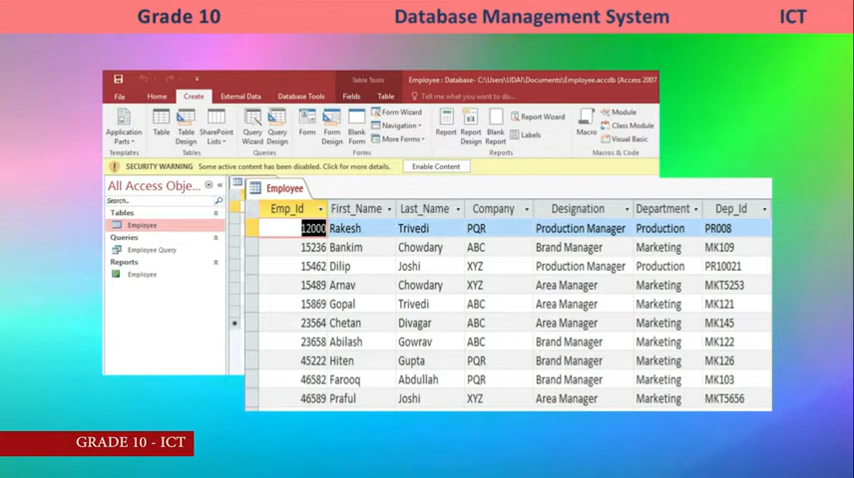 Grade 10 Database Management System ICT
Table Tools Employee : Database- C:\Users\UDAI\Documents\Employee.accdb (Access 2007
File Home Create External Data Database Tools Fields Table Tell me what you want to do...
Application Parts Table Table Design SharePoint Lists Query Wizard Query Design Form Form Design Blank Form Form Wizard Navigation More Forms Report Report Design Blank Report Report Wizard Labels Macro Module Class Module Visual Basic
Templates Tables Queries Forms Reports Macros & Code
SECURITY WARNING Some active content has been disabled. Click for more details. Enable Content
All Access Obje...
Search..
Tables
Employee
Queries
Employee Query
Reports
Employee
Employee
Emp_Id First_Name Last_Name Company Designation Department Dep_Id
12000 Rakesh Trivedi PQR Production Manager Production PR008
15236 Bankim Chowdary ABC Brand Manager Marketing MK109
15462 Dilip Joshi XYZ Production Manager Production PR10021
15489 Arnav Chowdary XYZ Area Manager Marketing MKT5253
15869 Gopal Trivedi ABC Area Manager Marketing MK121
23564 Chetan Divagar ABC Area Manager Marketing MK145
23658 Abilash Gowrav ABC Brand Manager Marketing MK122
45222 Hiten Gupta PQR Brand Manager Marketing MK126
46582 Farooq Abdullah PQR Brand Manager Marketing MK103
46589 Praful Joshi XYZ Area Manager Marketing MKT5656
GRADE 10 - ICT